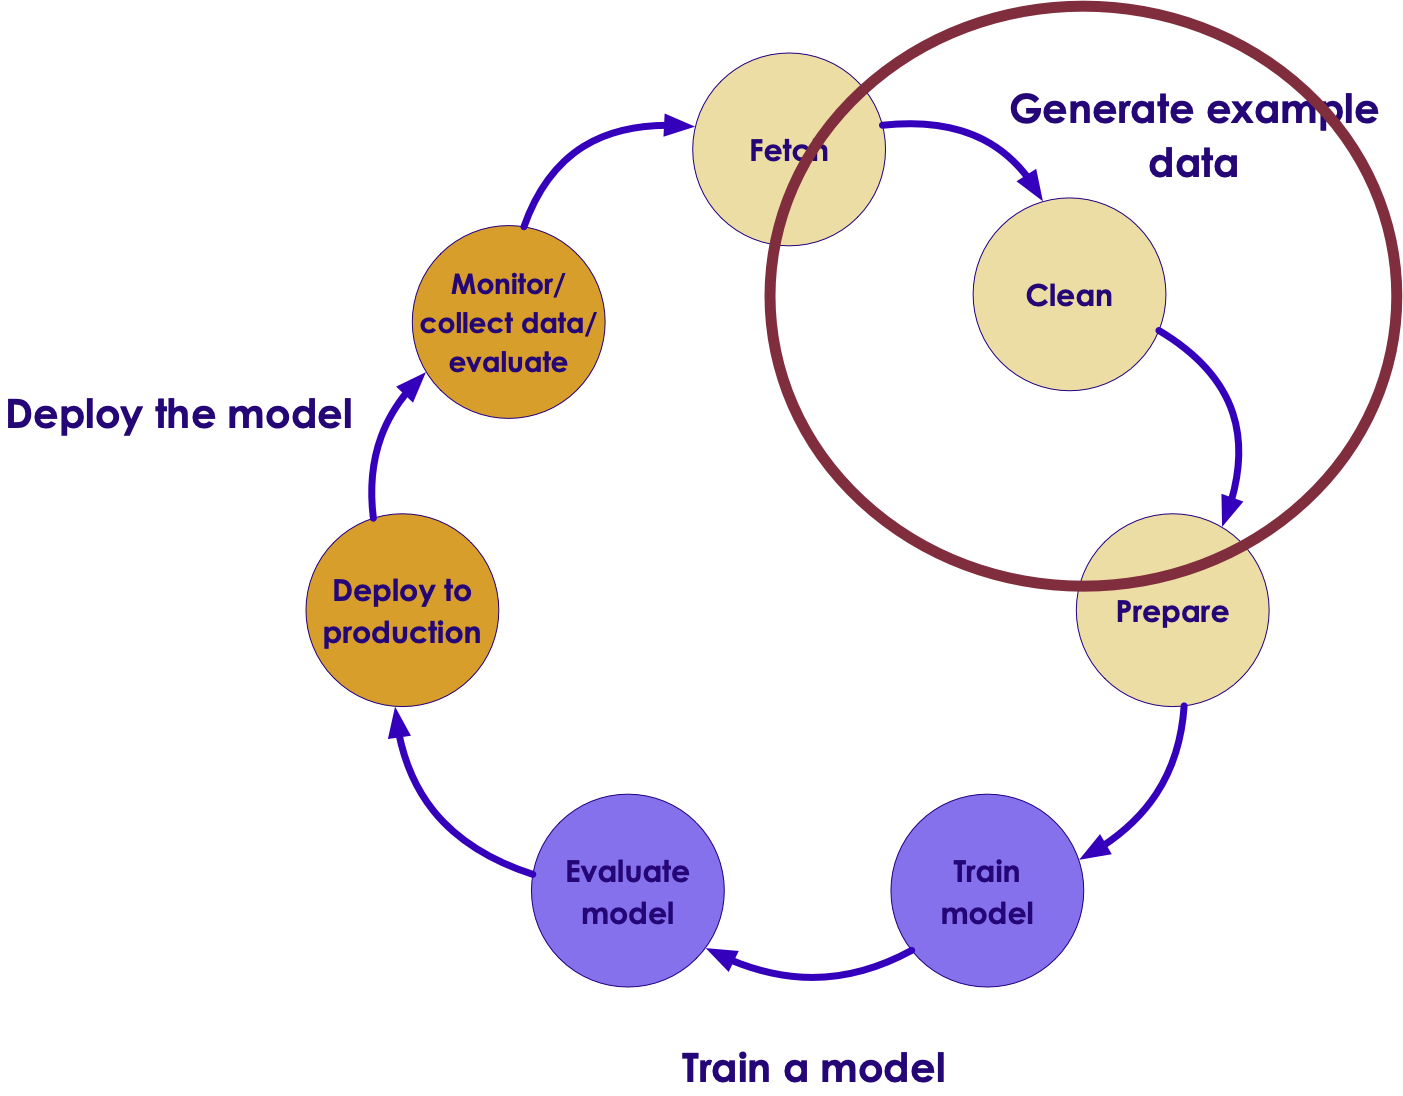 Generate example
data
Fetch
Clean
Prepare
Train
model
Evaluate
model
Deploy to
production
Monitor/
collect data/
evaluate
Deploy the model
Train a model